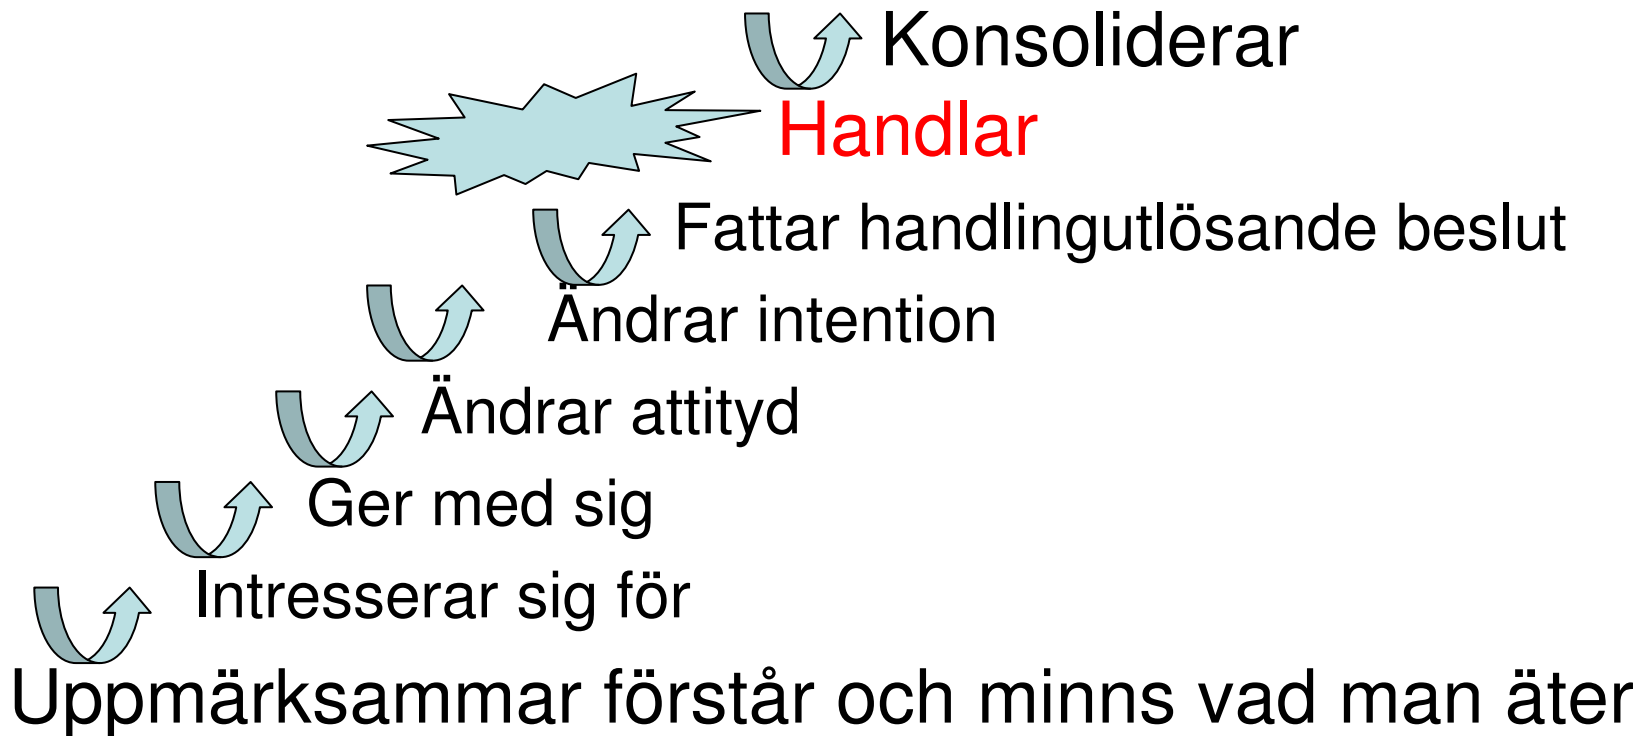 Konsoliderar
Handlar
Fattar handlingutlösande beslut
Ändrar intention
Ändrar attityd
Ger med sig
Intresserar sig för
Uppmärksammar förstår och minns vad man äter